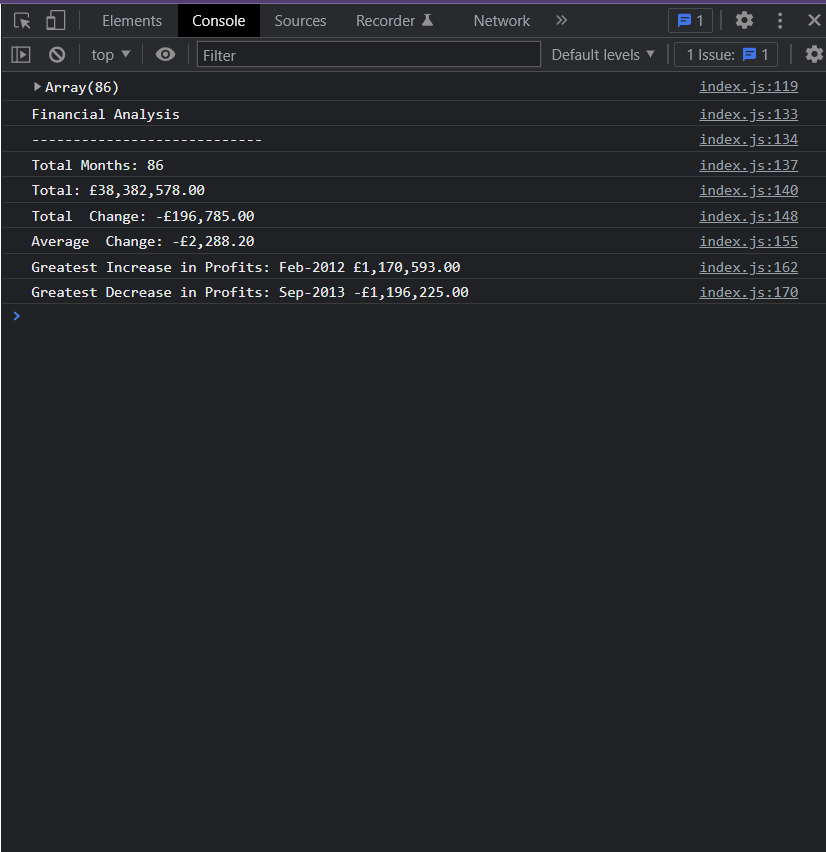 Elements Console Sources Recorder Network 1
top Filter Default levels 1 Issue: 1
Array(86) index.js:119
Financial Analysis index.js:133
---------------------------- index.js:134
Total Months: 86 index.js:137
Total: £38,382,578.00 index.js:140
Total  Change: -£196,785.00 index.js:148
Average  Change: -£2,288.20 index.js:155
Greatest Increase in Profits: Feb-2012 £1,170,593.00 index.js:162
Greatest Decrease in Profits: Sep-2013 -£1,196,225.00 index.js:170